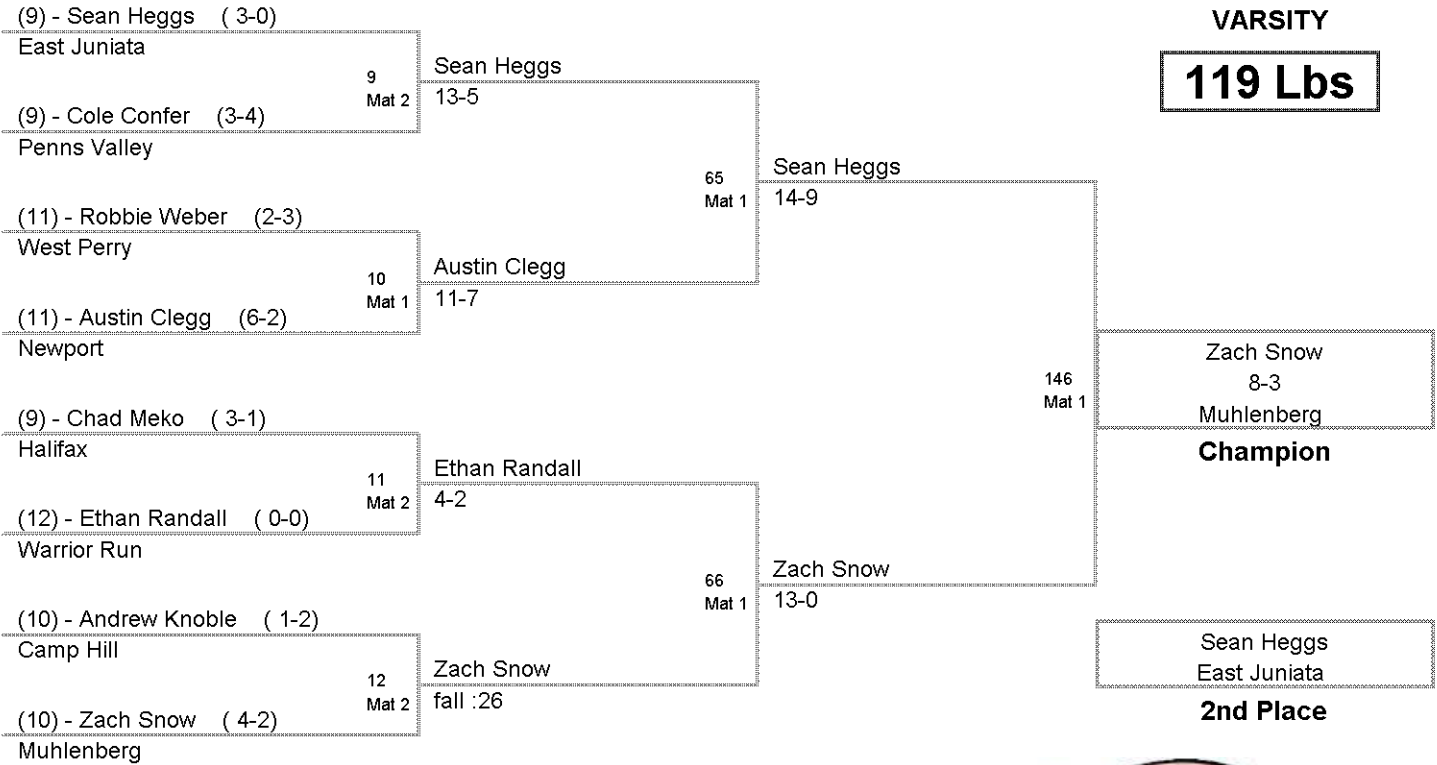 (9) - Sean Heggs ( 3-0)
East Juniata
9
Mat 2
Sean Heggs
13-5
(9) - Cole Confer (3-4)
Penns Valley
65
Mat 1
Sean Heggs
14-9
(11) - Robbie Weber (2-3)
West Perry
10
Mat 1
Austin Clegg
11-7
(11) - Austin Clegg (6-2)
Newport
VARSITY
119 Lbs
146
Mat 1
Zach Snow
8-3
Muhlenberg
Champion
(9) - Chad Meko ( 3-1)
Halifax
11
Mat 2
Ethan Randall
4-2
(12) - Ethan Randall ( 0-0)
Warrior Run
66
Mat 1
Zach Snow
13-0
(10) - Andrew Knoble ( 1-2)
Camp Hill
12
Mat 2
Zach Snow
fall :26
(10) - Zach Snow ( 4-2)
Muhlenberg
Sean Heggs
East Juniata
2nd Place